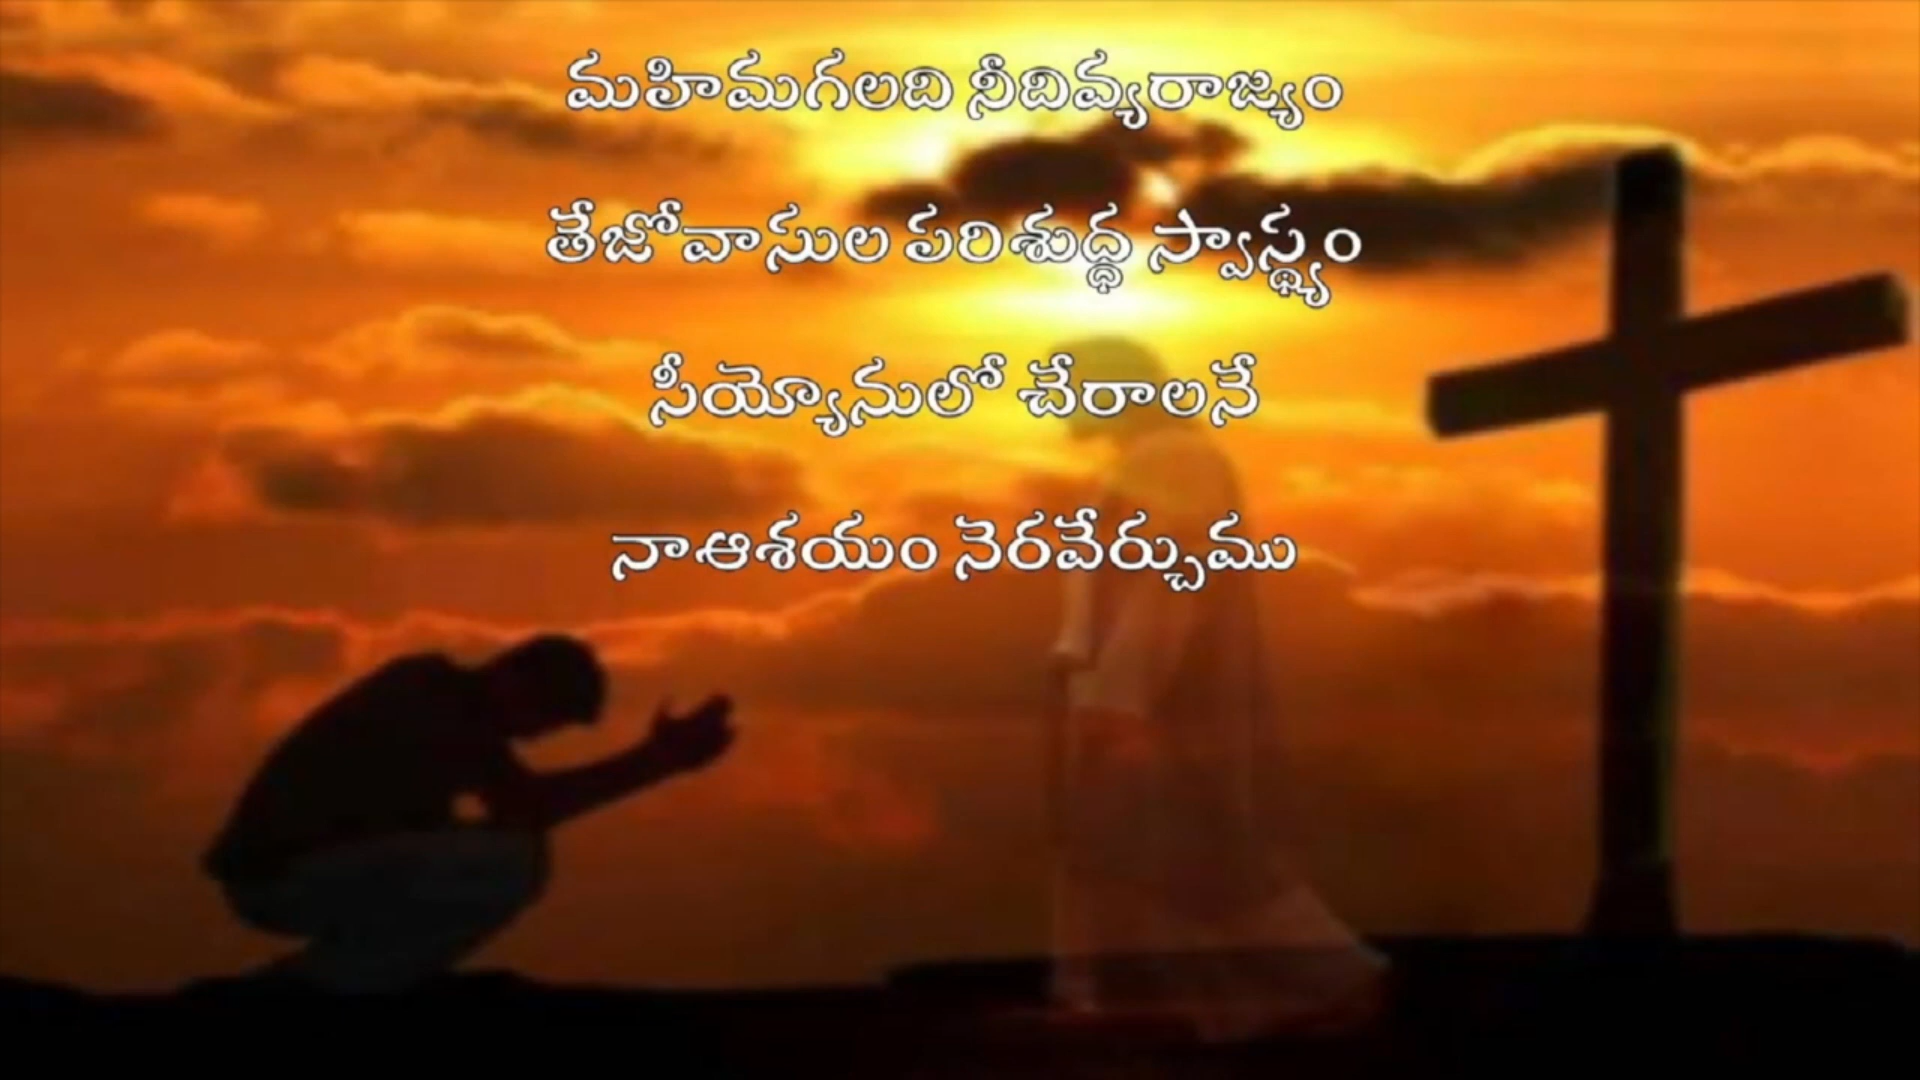 మహిమగలది నీదివ్యరాజ్యం
తేజోవాసుల పరిశుద్ధ స్వాస్థ్యం
సీయ్యోనులో చేరాలనే
నాఆశయం నెరవేర్చుము